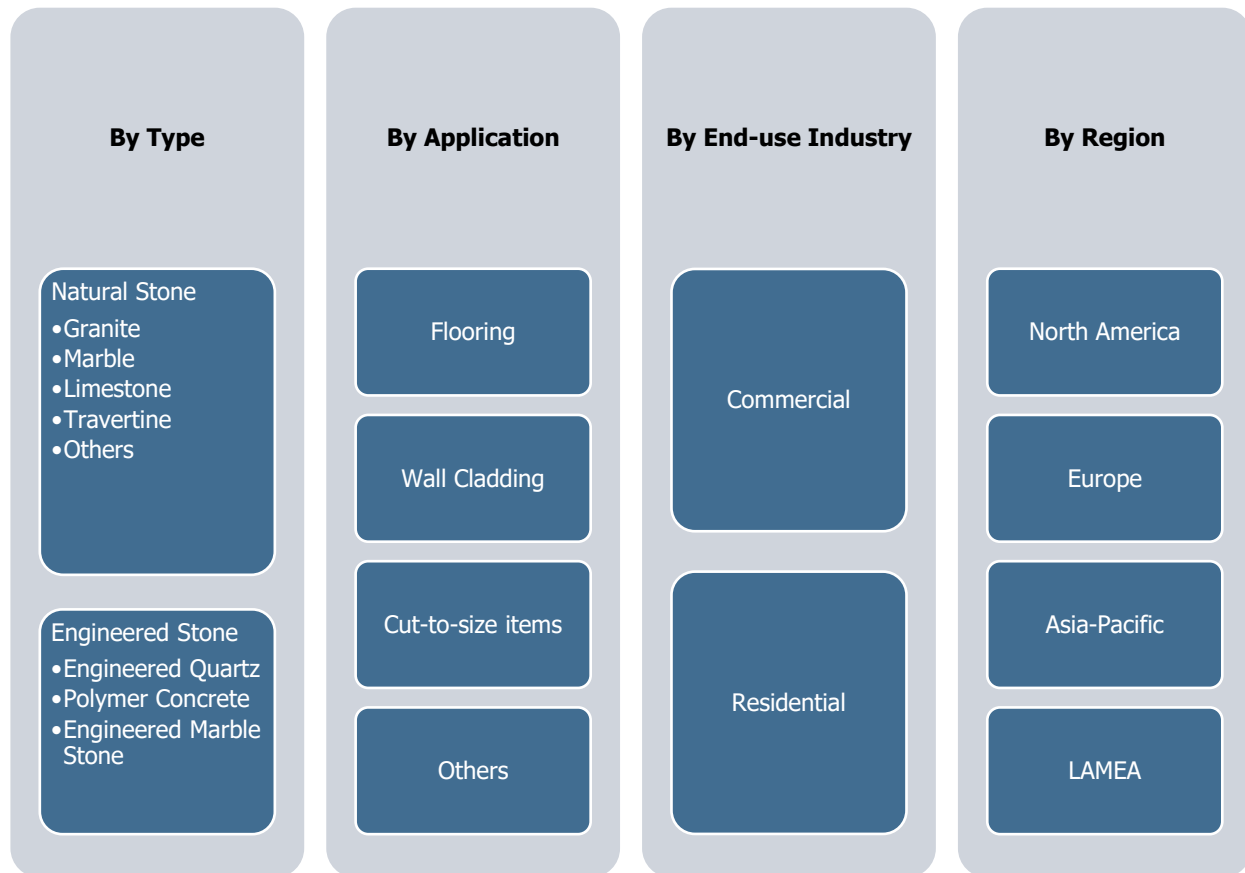 By Type
Natural Stone
•Granite
•Marble
•Limestone
•Travertine
•Others
Engineered Stone
•Engineered Quartz
•Polymer Concrete
•Engineered Marble
Stone
By Application
Flooring
Wall Cladding
Cut-to-size items
Others
By End-use Industry
Commercial
Residential
By Region
North America
Europe
Asia-Pacific
LAMEA